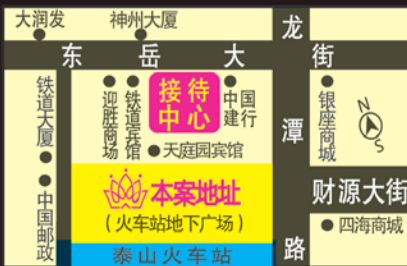 大润发
神州大厦
东岳大街
龙潭路
铁道大厦
中国邮政
迎胜商场
铁道宾馆
接待
中心
中国
建行
天庭园宾馆
银座商城
N
S
本案地址
（火车站地下广场）
泰山火车站
财源大街
四海商城